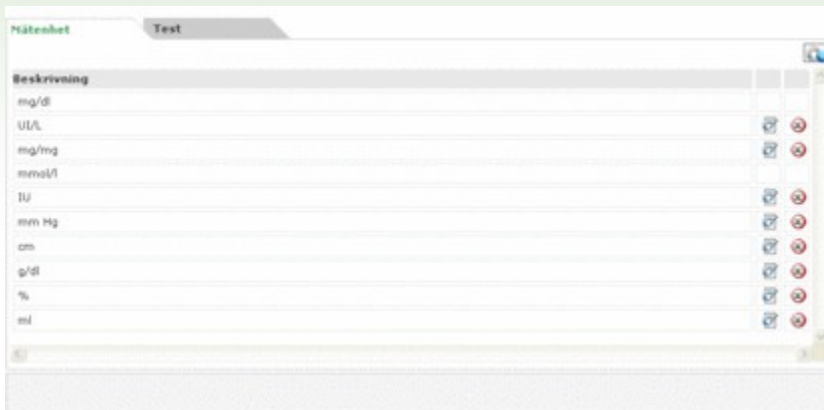 Mätenhet Test
Beskrivning
mg/dl
UI/L
mg/mg
mmol/l
IU
mm Hg
cm
g/dl
%
ml